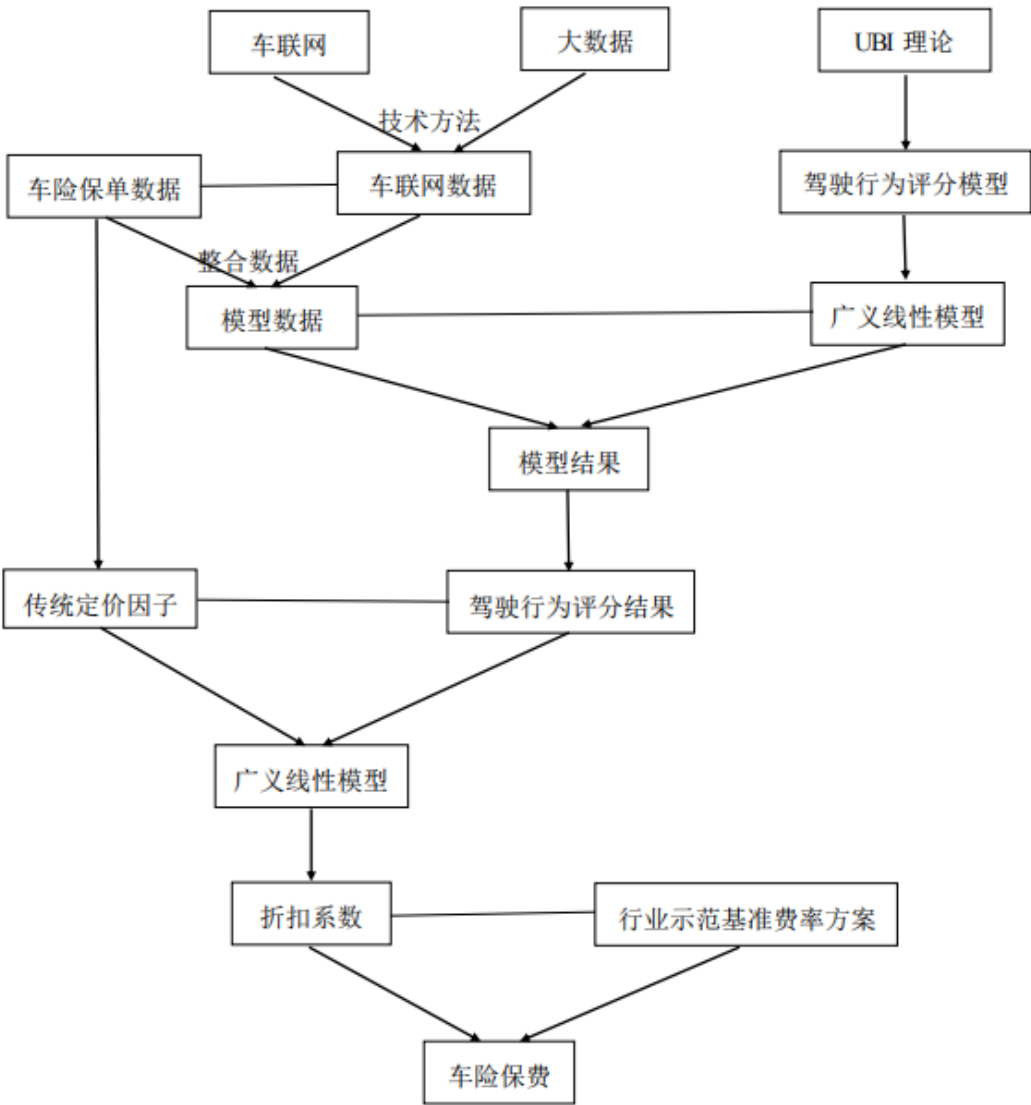 车联网
大数据
UBI 理论
技术方法
车险保单数据
车联网数据
驾驶行为评分模型
整合数据
模型数据
广义线性模型
模型结果
传统定价因子
驾驶行为评分结果
广义线性模型
折扣系数
行业示范基准费率方案
车险保费